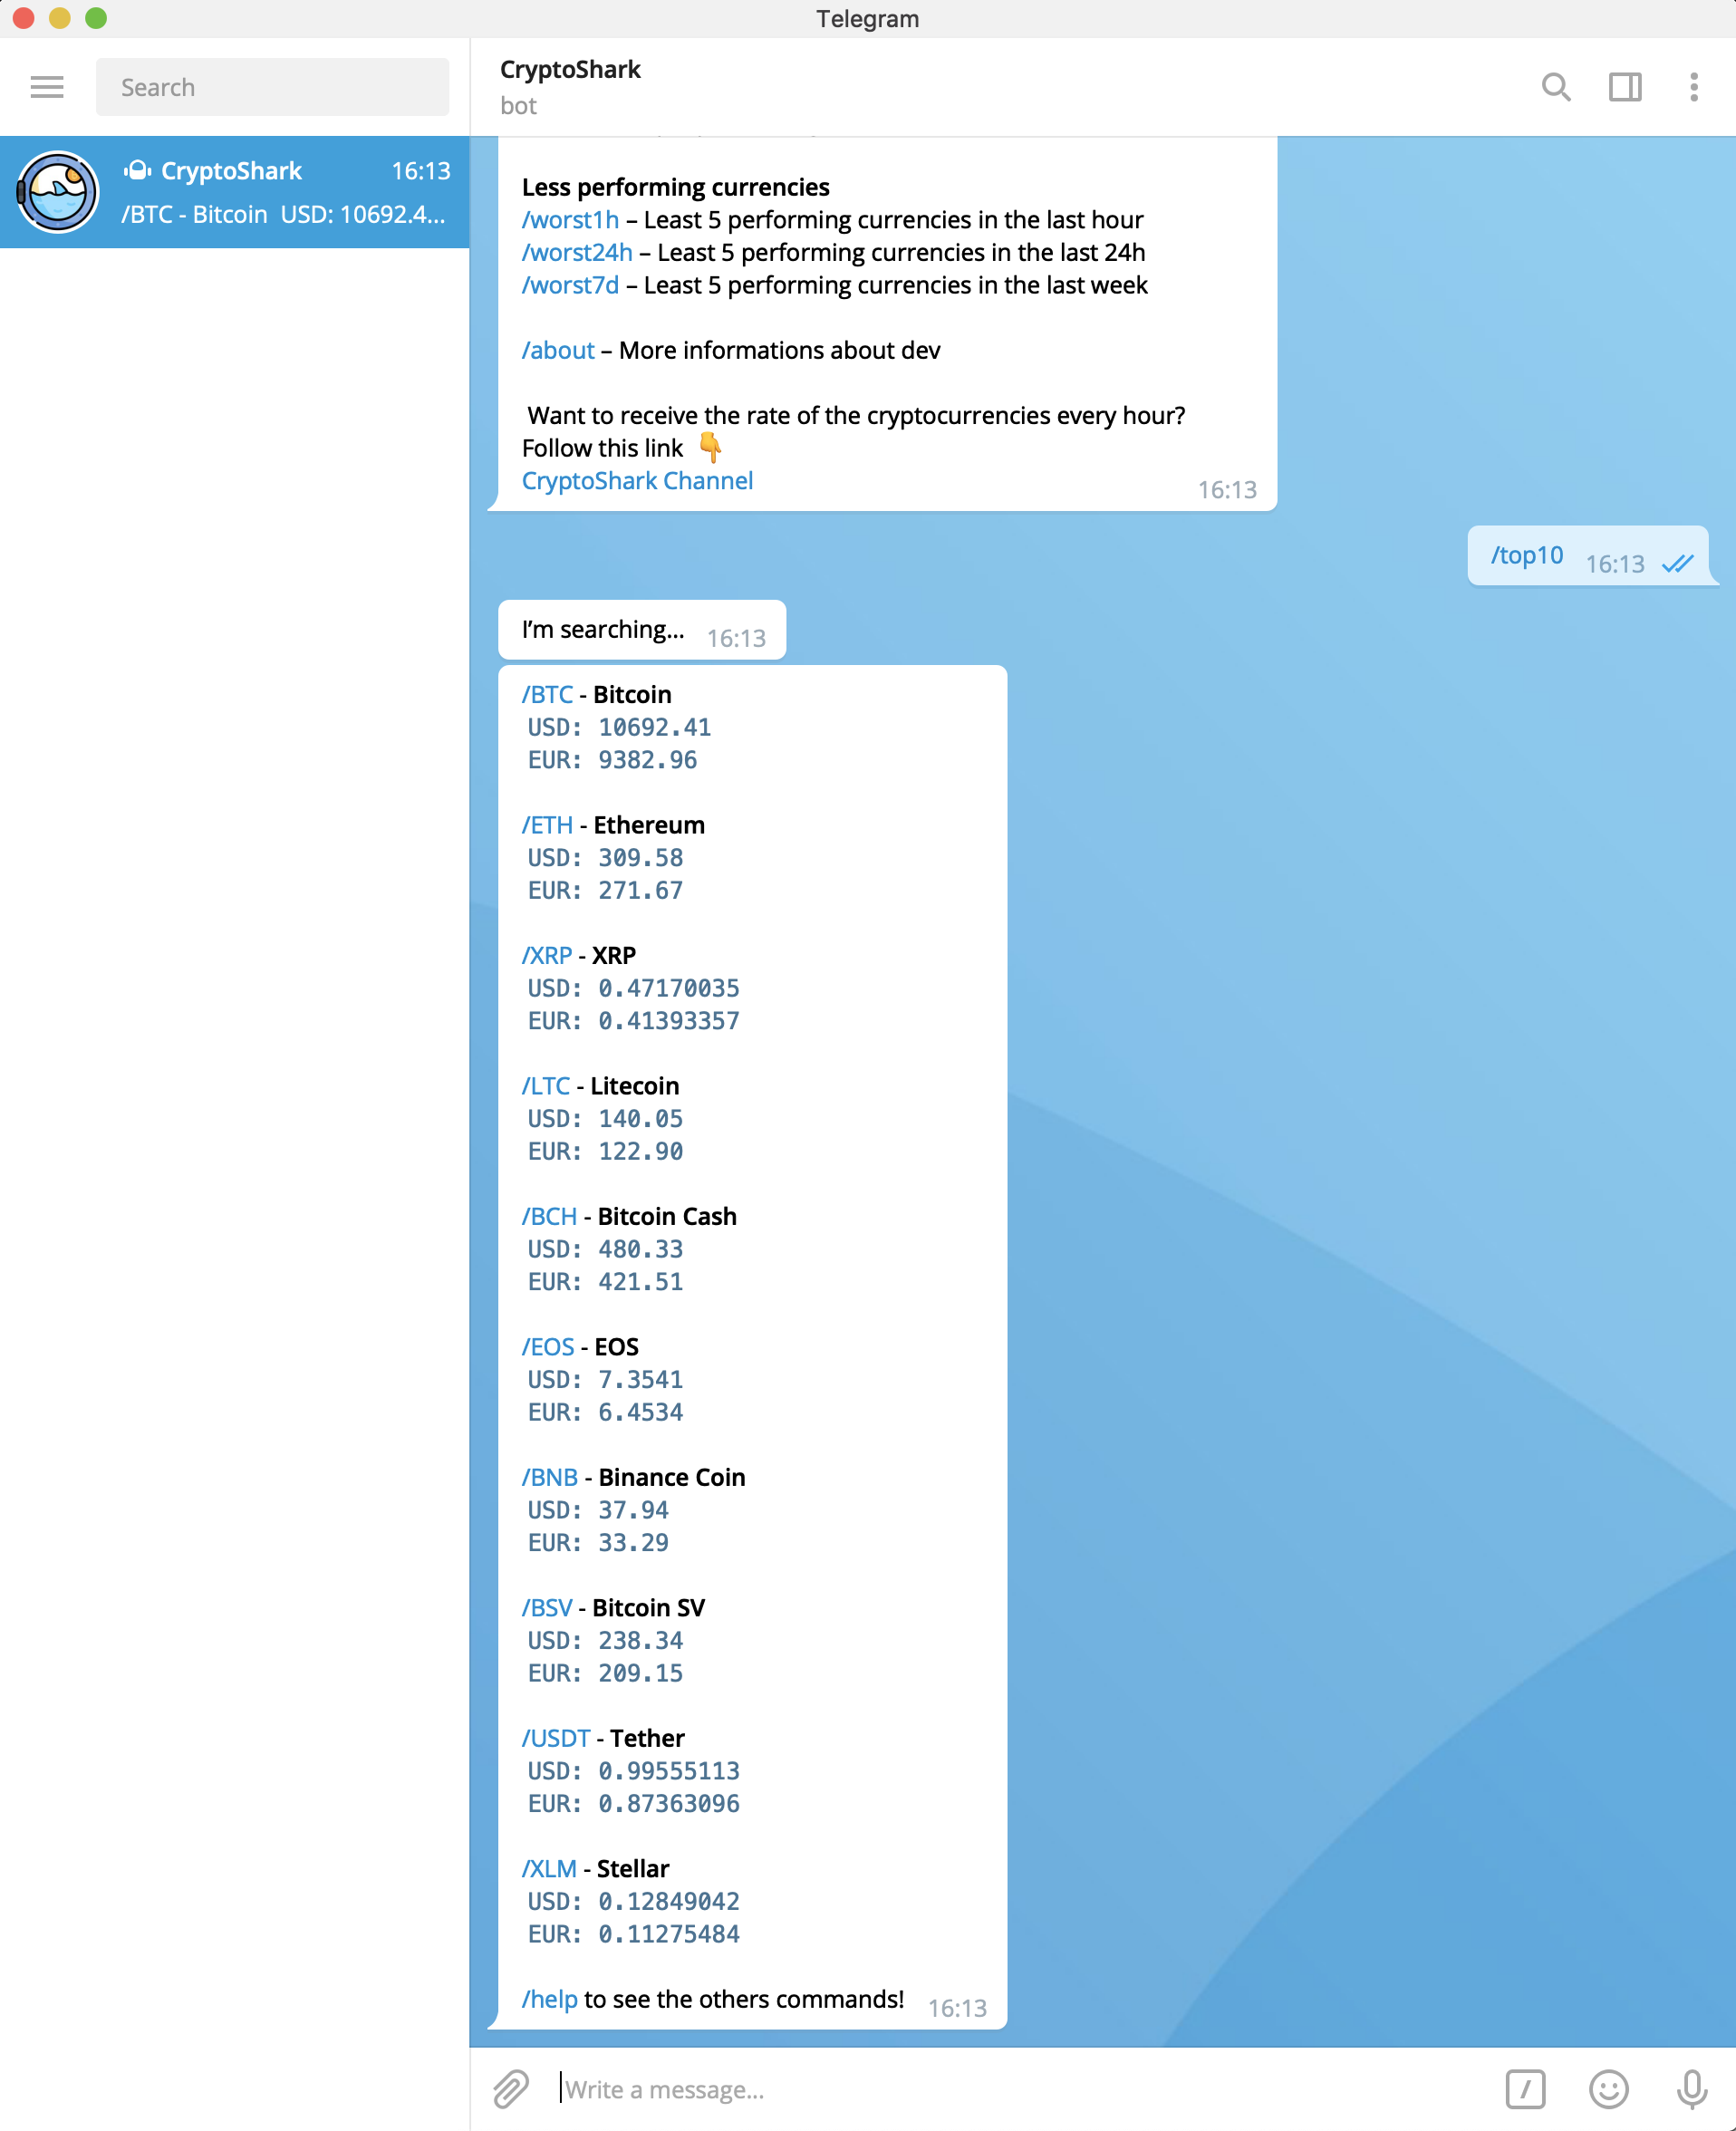 Telegram
Search
CryptoShark
bot
CryptoShark 16:13
/BTC - Bitcoin USD: 10692.4...
Less performing currencies
/worst1h – Least 5 performing currencies in the last hour
/worst24h – Least 5 performing currencies in the last 24h
/worst7d – Least 5 performing currencies in the last week
/about – More informations about dev
Want to receive the rate of the cryptocurrencies every hour?
Follow this link 👇
CryptoShark Channel
16:13
/top10 16:13
I'm searching... 16:13
/BTC - Bitcoin
USD: 10692.41
EUR: 9382.96
/ETH - Ethereum
USD: 309.58
EUR: 271.67
/XRP - XRP
USD: 0.47170035
EUR: 0.41393357
/LTC - Litecoin
USD: 140.05
EUR: 122.90
/BCH - Bitcoin Cash
USD: 480.33
EUR: 421.51
/EOS - EOS
USD: 7.3541
EUR: 6.4534
/BNB - Binance Coin
USD: 37.94
EUR: 33.29
/BSV - Bitcoin SV
USD: 238.34
EUR: 209.15
/USDT - Tether
USD: 0.99555113
EUR: 0.87363096
/XLM - Stellar
USD: 0.12849042
EUR: 0.11275484
/help to see the others commands! 16:13
Write a message...
/